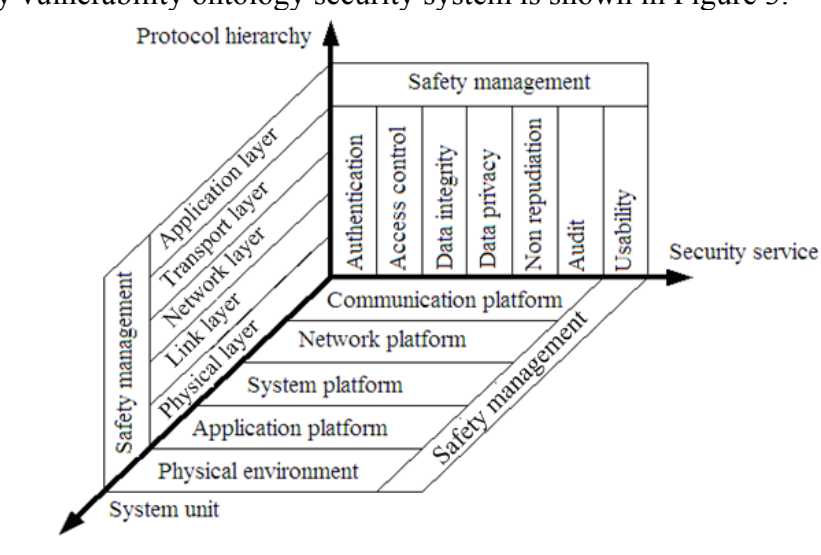 y vulnerability ontology security system is shown in Figure 3.
Protocol hierarchy
Safety management
Authentication
Access control
Data integrity
Data privacy
Non repudiation
Audit
Usability
Security service
Application layer
Transport layer
Network layer
Link layer
Physical layer
Safety management
Communication platform
Network platform
System platform
Application platform
Physical environment
Safety management
System unit